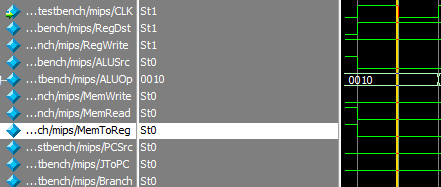 ...testbench/mips/CLK St1
...bench/mips/RegDst St1
...nch/mips/RegWrite St1
...bench/mips/ALUSrc St0
...tbench/mips/ALUOp 0010 0010
...nch/mips/MemWrite St0
...nch/mips/MemRead St0
...ch/mips/MemToReg St0
...stbench/mips/PCSrc St0
...tbench/mips/JToPC St0
...tbench/mips/Branch St0